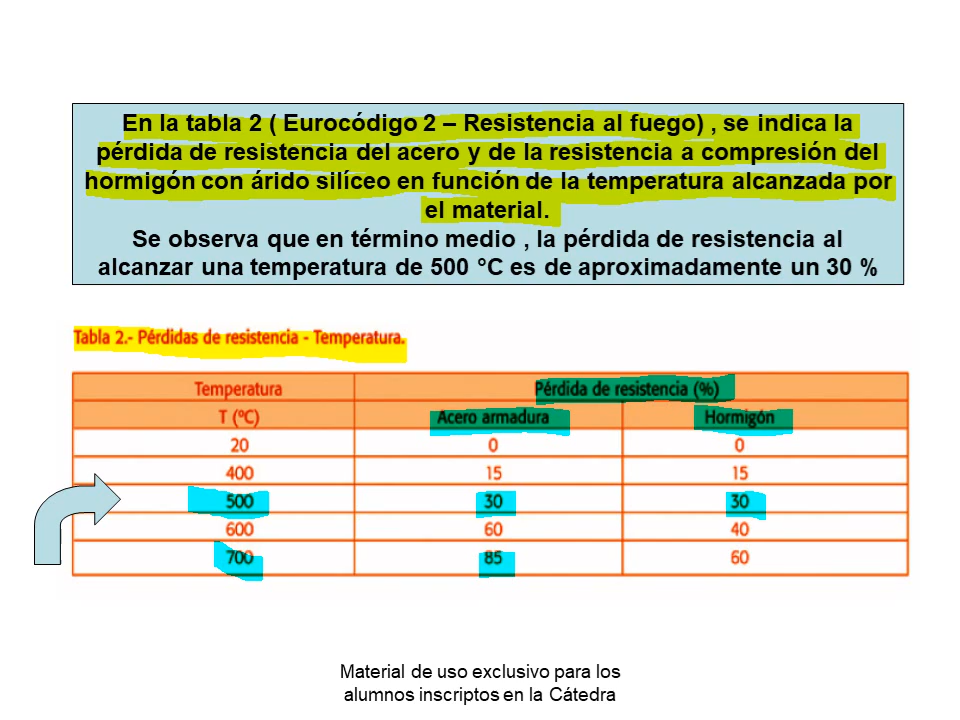 En la tabla 2 ( Eurocódigo 2 – Resistencia al fuego) , se indica la
pérdida de resistencia del acero y de la resistencia a compresión del
hormigón con árido silíceo en función de la temperatura alcanzada por
el material.
Se observa que en término medio , la pérdida de resistencia al
alcanzar una temperatura de 500 °C es de aproximadamente un 30 %
Tabla 2.- Pérdidas de resistencia - Temperatura.
Temperatura Pérdida de resistencia (%)
T (ºC) Acero armadura Hormigón
20 0 0
400 15 15
500 30 30
600 60 40
700 85 60
Material de uso exclusivo para los
alumnos inscriptos en la Cátedra